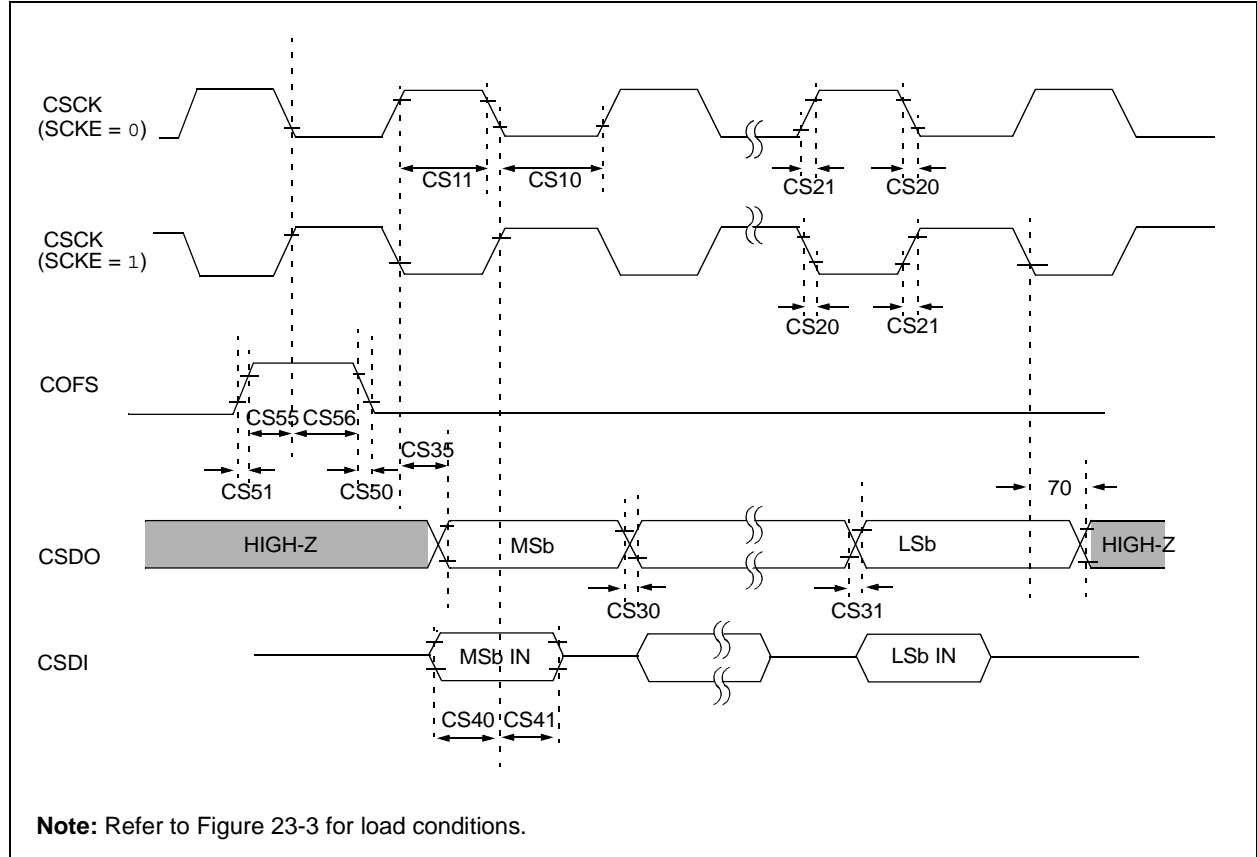 CSCK
(SCKE = 0)
CS11
CS10
CS21
CS20
CSCK
(SCKE = 1)
CS20
CS21
COFS
CS55
CS56
CS35
CS51
CS50
70
CSDO
HIGH-Z
MSb
LSb
HIGH-Z
CS30
CS31
CSDI
MSb IN
LSb IN
CS40
CS41
Note: Refer to Figure 23-3 for load conditions.